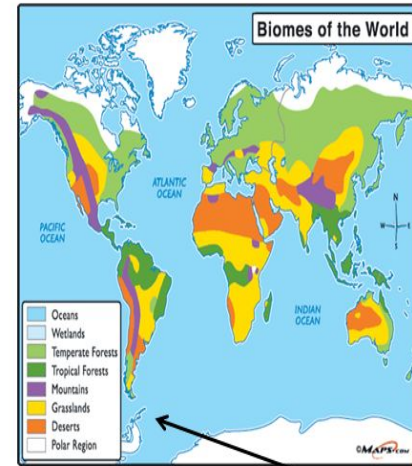 Biomes of the World
ATLANTIC
OCEAN
PACIFIC
OCEAN
N
W
E
S
INDIAN
OCEAN
Oceans
Wetlands
Temperate Forests
Tropical Forests
Mountains
Grasslands
Deserts
Polar Region
©MAPS.com